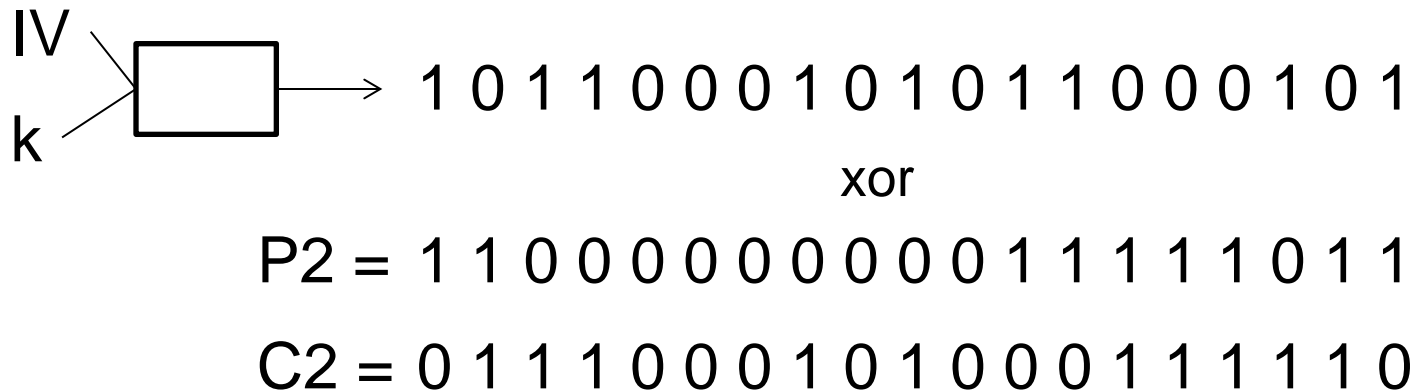 IV
1 0 1 1 0 0 0 1 0 1 0 1 1 0 0 0 1 0 1
k
xor
P2 = 1 1 0 0 0 0 0 0 0 0 0 1 1 1 1 1 0 1 1
C2 = 0 1 1 1 0 0 0 1 0 1 0 0 0 1 1 1 1 1 0